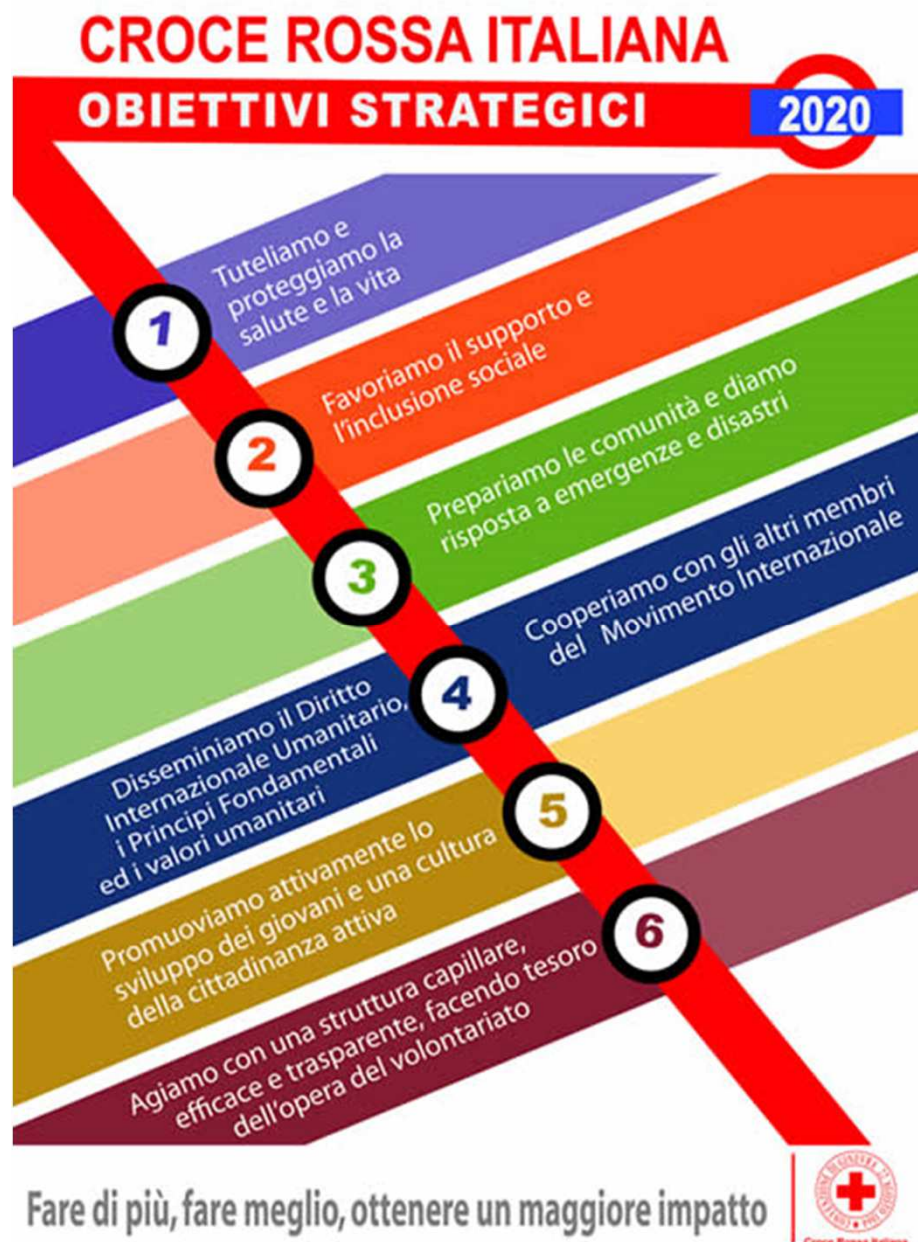 CROCE ROSSA ITALIANA
OBIETTIVI STRATEGICI
2020
1
Tuteliamo e
proteggiamo la
salute e la vita
2
Favoriamo il supporto e
l'inclusione sociale
3
Prepariamo le comunità e diamo
risposta a emergenze e disastri
4
Disseminiamo il Diritto
Internazionale Umanitario,
i Principi Fondamentali
ed i valori umanitari
Cooperiamo con gli altri membri
del Movimento Internazionale
5
Promuoviamo attivamente lo
sviluppo dei giovani e una cultura
della cittadinanza attiva
6
Agiamo con una struttura capillare,
efficace e trasparente, facendo tesoro
dell'opera del volontariato
Fare di più, fare meglio, ottenere un maggiore impatto
Croce Rossa Italiana